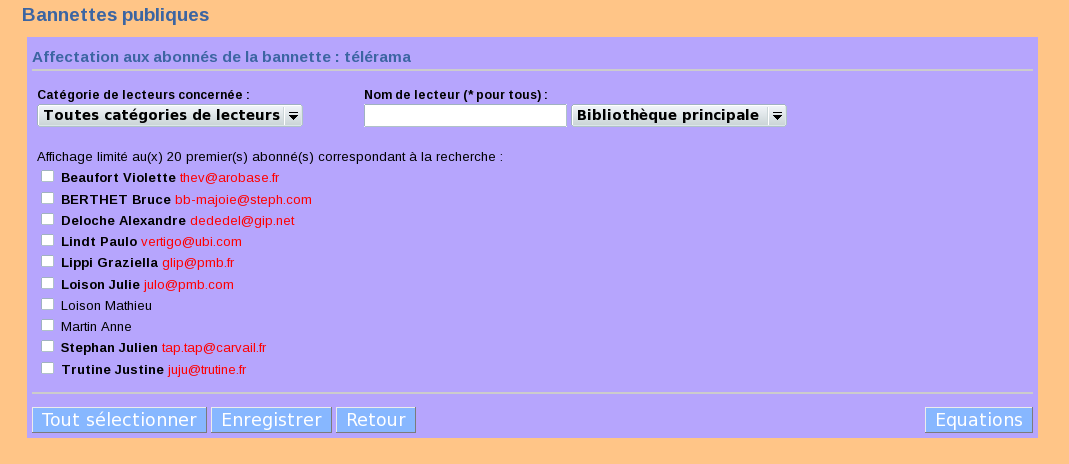 Bannettes publiques
Affectation aux abonnés de la bannette : télérama
Catégorie de lecteurs concernée : Nom de lecteur (* pour tous) :
Toutes catégories de lecteurs Bibliothèque principale
Affichage limité au(x) 20 premier(s) abonné(s) correspondant à la recherche :
Beaufort Violette thev@arobase.fr
BERTHET Bruce bb-majoie@steph.com
Deloche Alexandre dededel@gip.net
Lindt Paulo vertigo@ubi.com
Lippi Graziella glip@pmb.fr
Loison Julie julo@pmb.com
Loison Mathieu
Martin Anne
Stephan Julien tap.tap@carvail.fr
Trutine Justine juju@trutine.fr
Tout sélectionner Enregistrer Retour Equations